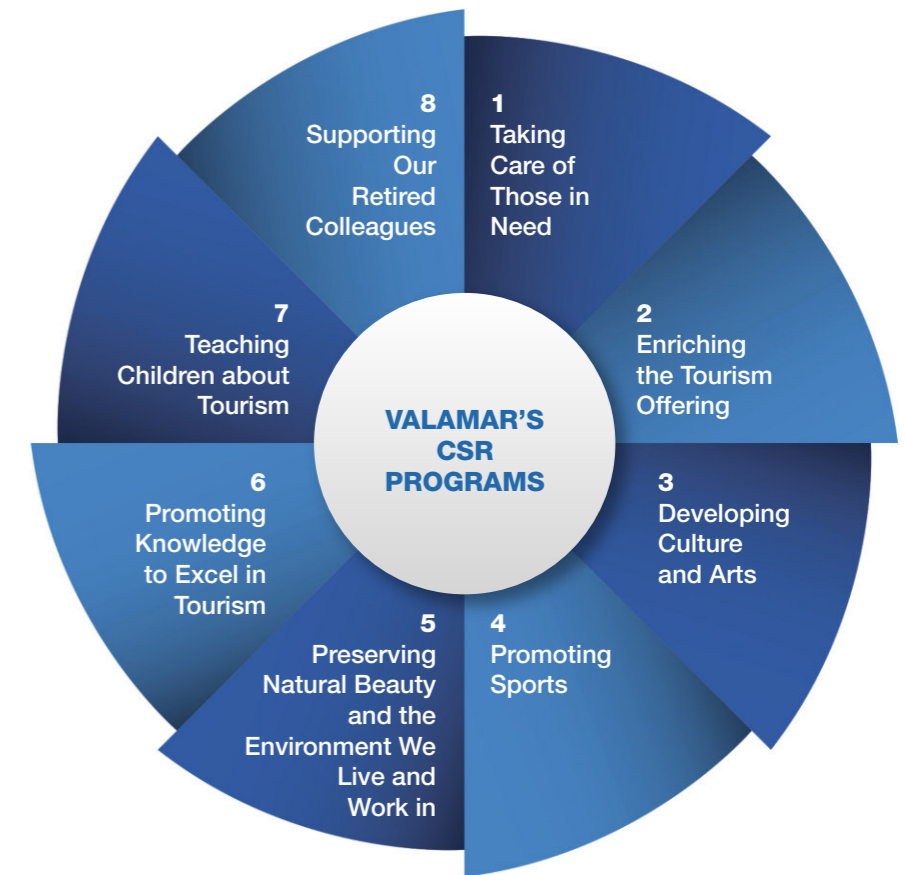 VALAMAR'S
CSR
PROGRAMS
1
Taking
Care of
Those in
Need
2
Enriching
the Tourism
Offering
3
Developing
Culture
and Arts
4
Promoting
Sports
5
Preserving
Natural Beauty
and the
Environment We
Live and
Work in
6
Promoting
Knowledge
to Excel in
Tourism
7
Teaching
Children about
Tourism
8
Supporting
Our
Retired
Colleagues